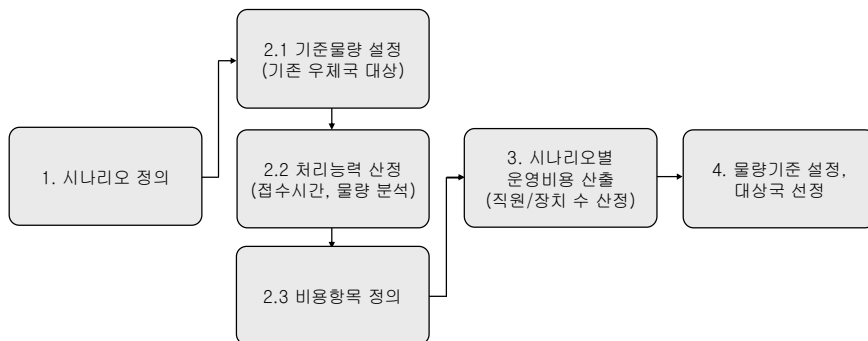 1. 시나리오 정의
2.1 기준물량 설정
(기존 우체국 대상)
2.2 처리능력 산정
(접수시간, 물량 분석)
2.3 비용항목 정의
3. 시나리오별
운영비용 산출
(직원/장치 수 산정)
4. 물량기준 설정,
대상국 선정